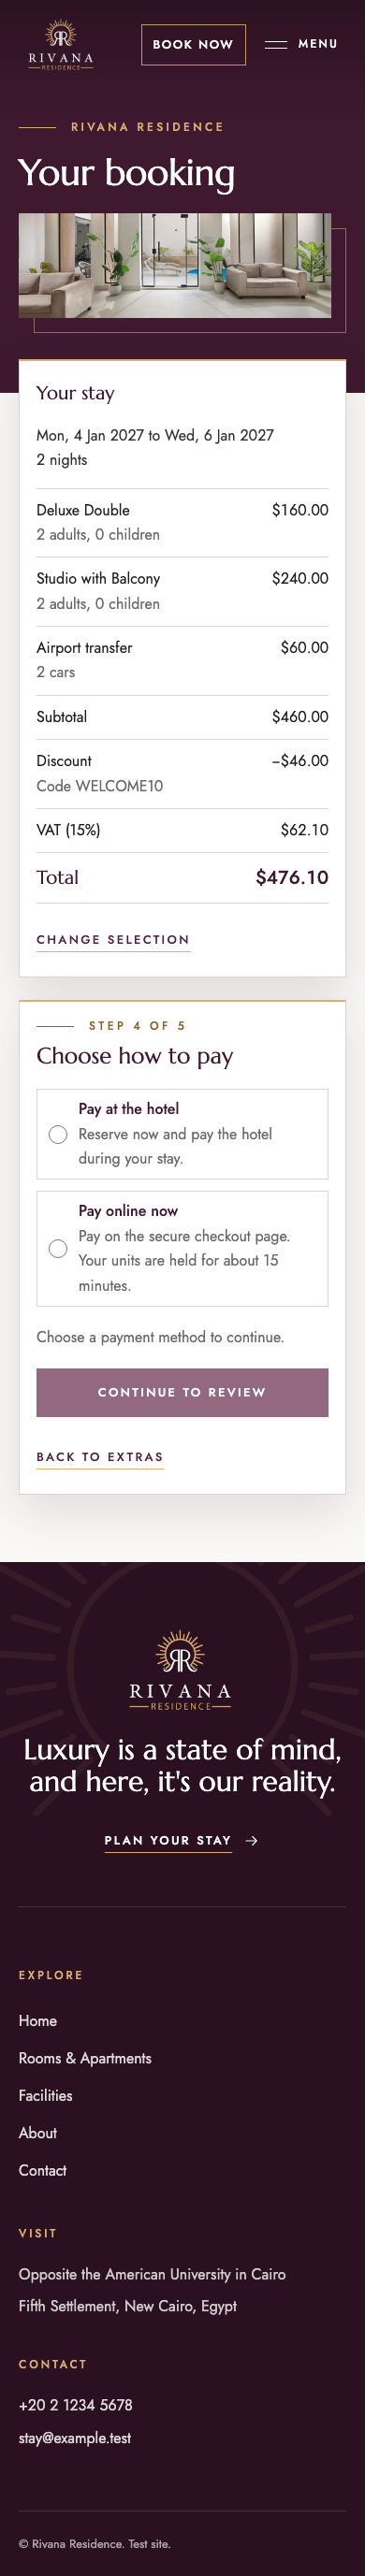 RIVANA
RESIDENCE
BOOK NOW
MENU
RIVANA RESIDENCE
Your booking
Your stay
Mon, 4 Jan 2027 to Wed, 6 Jan 2027
2 nights
Deluxe Double $160.00
2 adults, 0 children
Studio with Balcony $240.00
2 adults, 0 children
Airport transfer $60.00
2 cars
Subtotal $460.00
Discount −$46.00
Code WELCOME10
VAT (15%) $62.10
Total $476.10
CHANGE SELECTION
STEP 4 OF 5
Choose how to pay
Pay at the hotel
Reserve now and pay the hotel
during your stay.
Pay online now
Pay on the secure checkout page.
Your units are held for about 15
minutes.
Choose a payment method to continue.
CONTINUE TO REVIEW
BACK TO EXTRAS
RIVANA
RESIDENCE
Luxury is a state of mind,
and here, it's our reality.
PLAN YOUR STAY →
EXPLORE
Home
Rooms & Apartments
Facilities
About
Contact
VISIT
Opposite the American University in Cairo
Fifth Settlement, New Cairo, Egypt
CONTACT
+20 2 1234 5678
stay@example.test
© Rivana Residence. Test site.